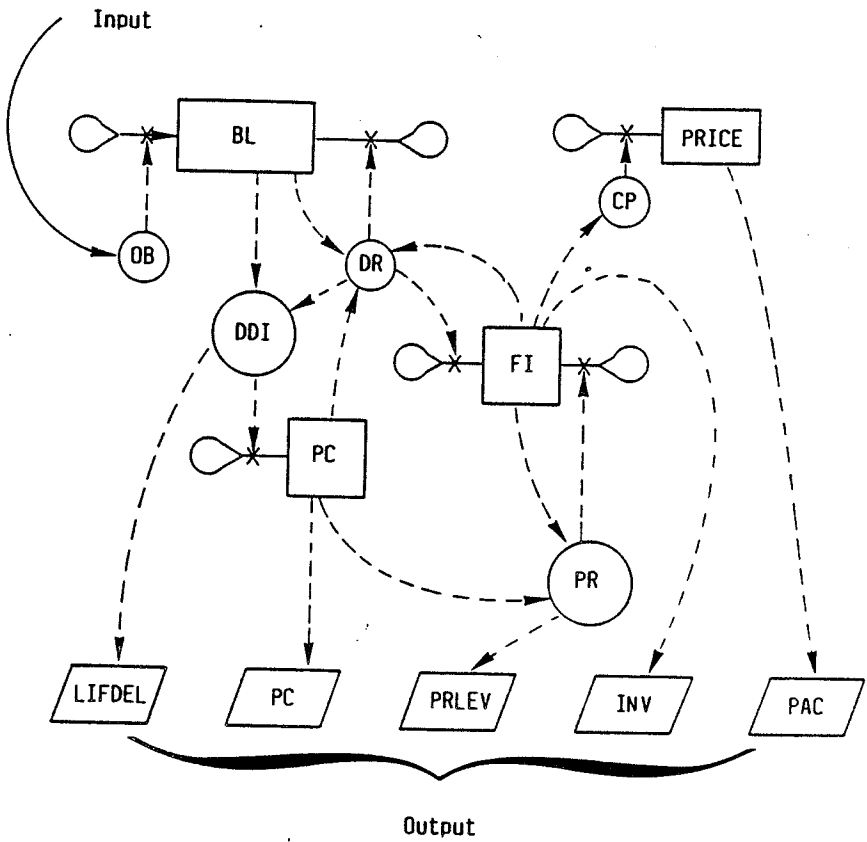 Input
BL
PRICE
CP
OB
DR
DDI
FI
PC
PR
LIFDEL
PC
PRLEV
INV
PAC
Output